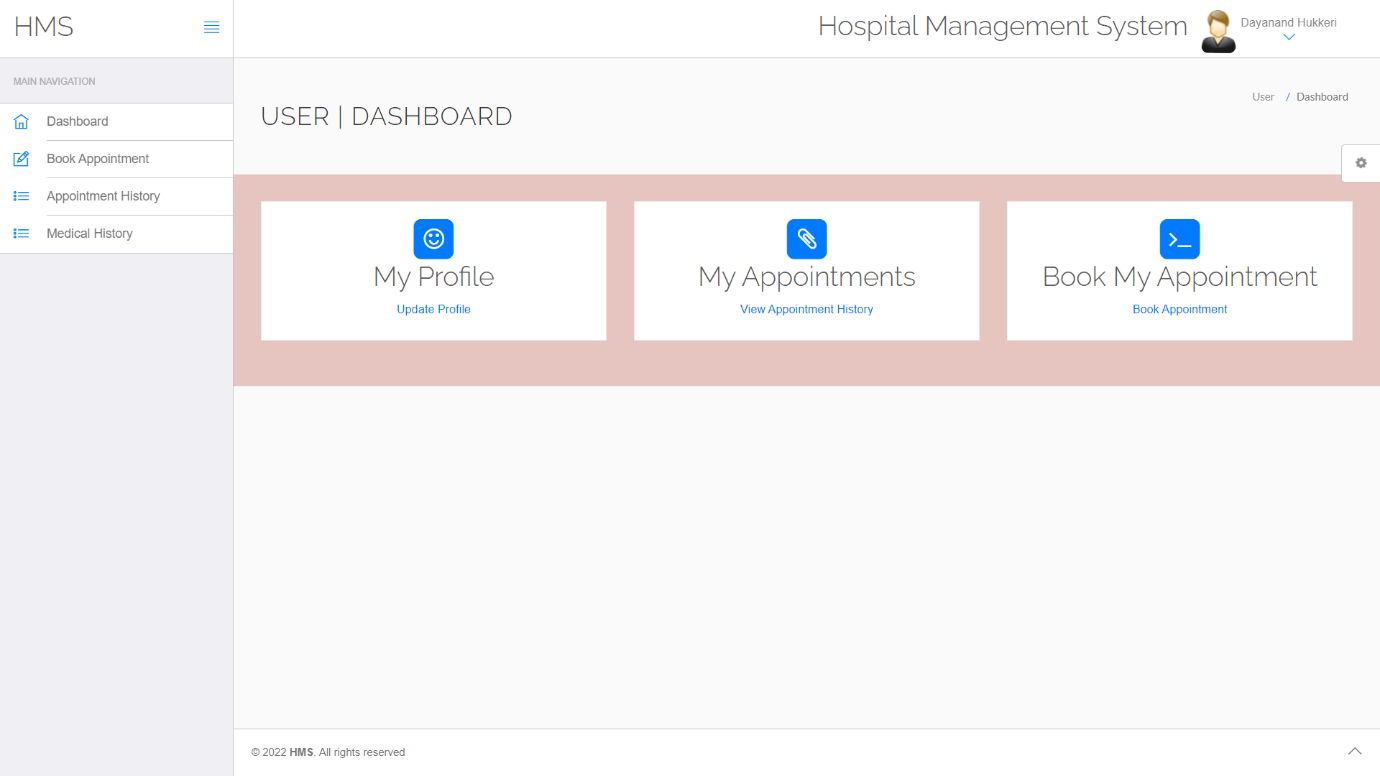 HMS
Hospital Management System
Dayanand Hukkeri
MAIN NAVIGATION
Dashboard
Book Appointment
Appointment History
Medical History
USER | DASHBOARD
User / Dashboard
My Profile
Update Profile
My Appointments
View Appointment History
Book My Appointment
Book Appointment
© 2022 HMS. All rights reserved